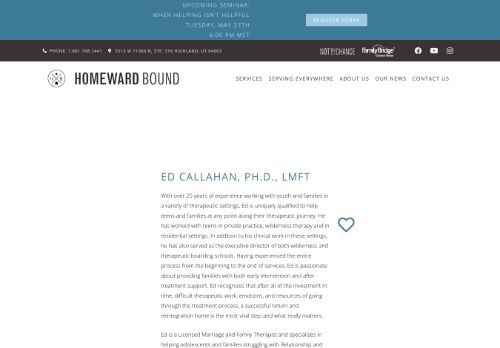 UPCOMING SEMINAR:
WHEN HELPING ISN'T HELPFUL
TUESDAY, MAY 27TH
6:00 PM MST
REGISTER TODAY
PHONE: 1.801.768.1441
5513 W 11000 N, STE. 316 HIGHLAND, UT 84003
NOT BY CHANCE
FamilyBridge
HOMEWARD BOUND
SERVICES
SERVING EVERYWHERE
ABOUT US
OUR NEWS
CONTACT US
ED CALLAHAN, PH.D., LMFT
With over 25 years of experience working with youth and families in
a variety of therapeutic settings, Ed is uniquely qualified to help
teens and families at any point along their therapeutic journey. He
has worked with teens in private practice, wilderness therapy and in
residential settings. In addition to his clinical work in these settings,
he has also served as the executive director of both wilderness and
therapeutic boarding schools. Having experienced the entire
process from the beginning to the end of services, Ed is passionate
about providing families with both early intervention and after
treatment support. Ed recognizes that after all of the investment in
time, difficult therapeutic work, emotions, and resources of going
through the treatment process; a successful return and
reintegration home is the most vital step and what really matters.
Ed is a Licensed Marriage and Family Therapist and specializes in
helping adolescents and families struggling with Relationship and